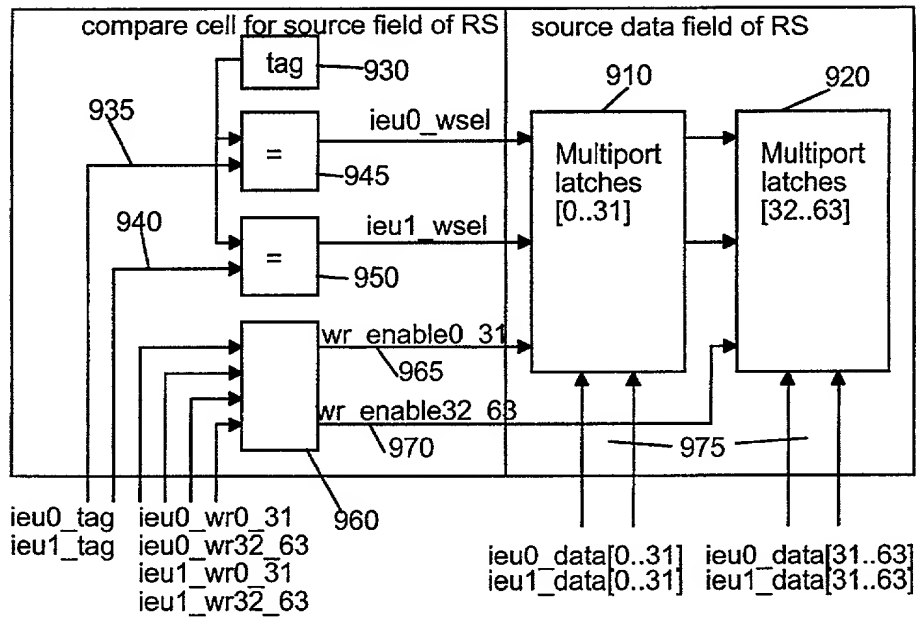 compare cell for source field of RS
source data field of RS
tag
930
910
920
935
ieu0_wsel
=
945
Multiport
latches
[0..31]
Multiport
latches
[32..63]
940
ieu1_wsel
=
950
wr_enable0_31
965
wr_enable32_63
970
975
960
ieu0_tag
ieu1_tag
ieu0_wr0_31
ieu0_wr32_63
ieu1_wr0_31
ieu1_wr32_63
ieu0_data[0..31]
ieu1_data[0..31]
ieu0_data[31..63]
ieu1_data[31..63]